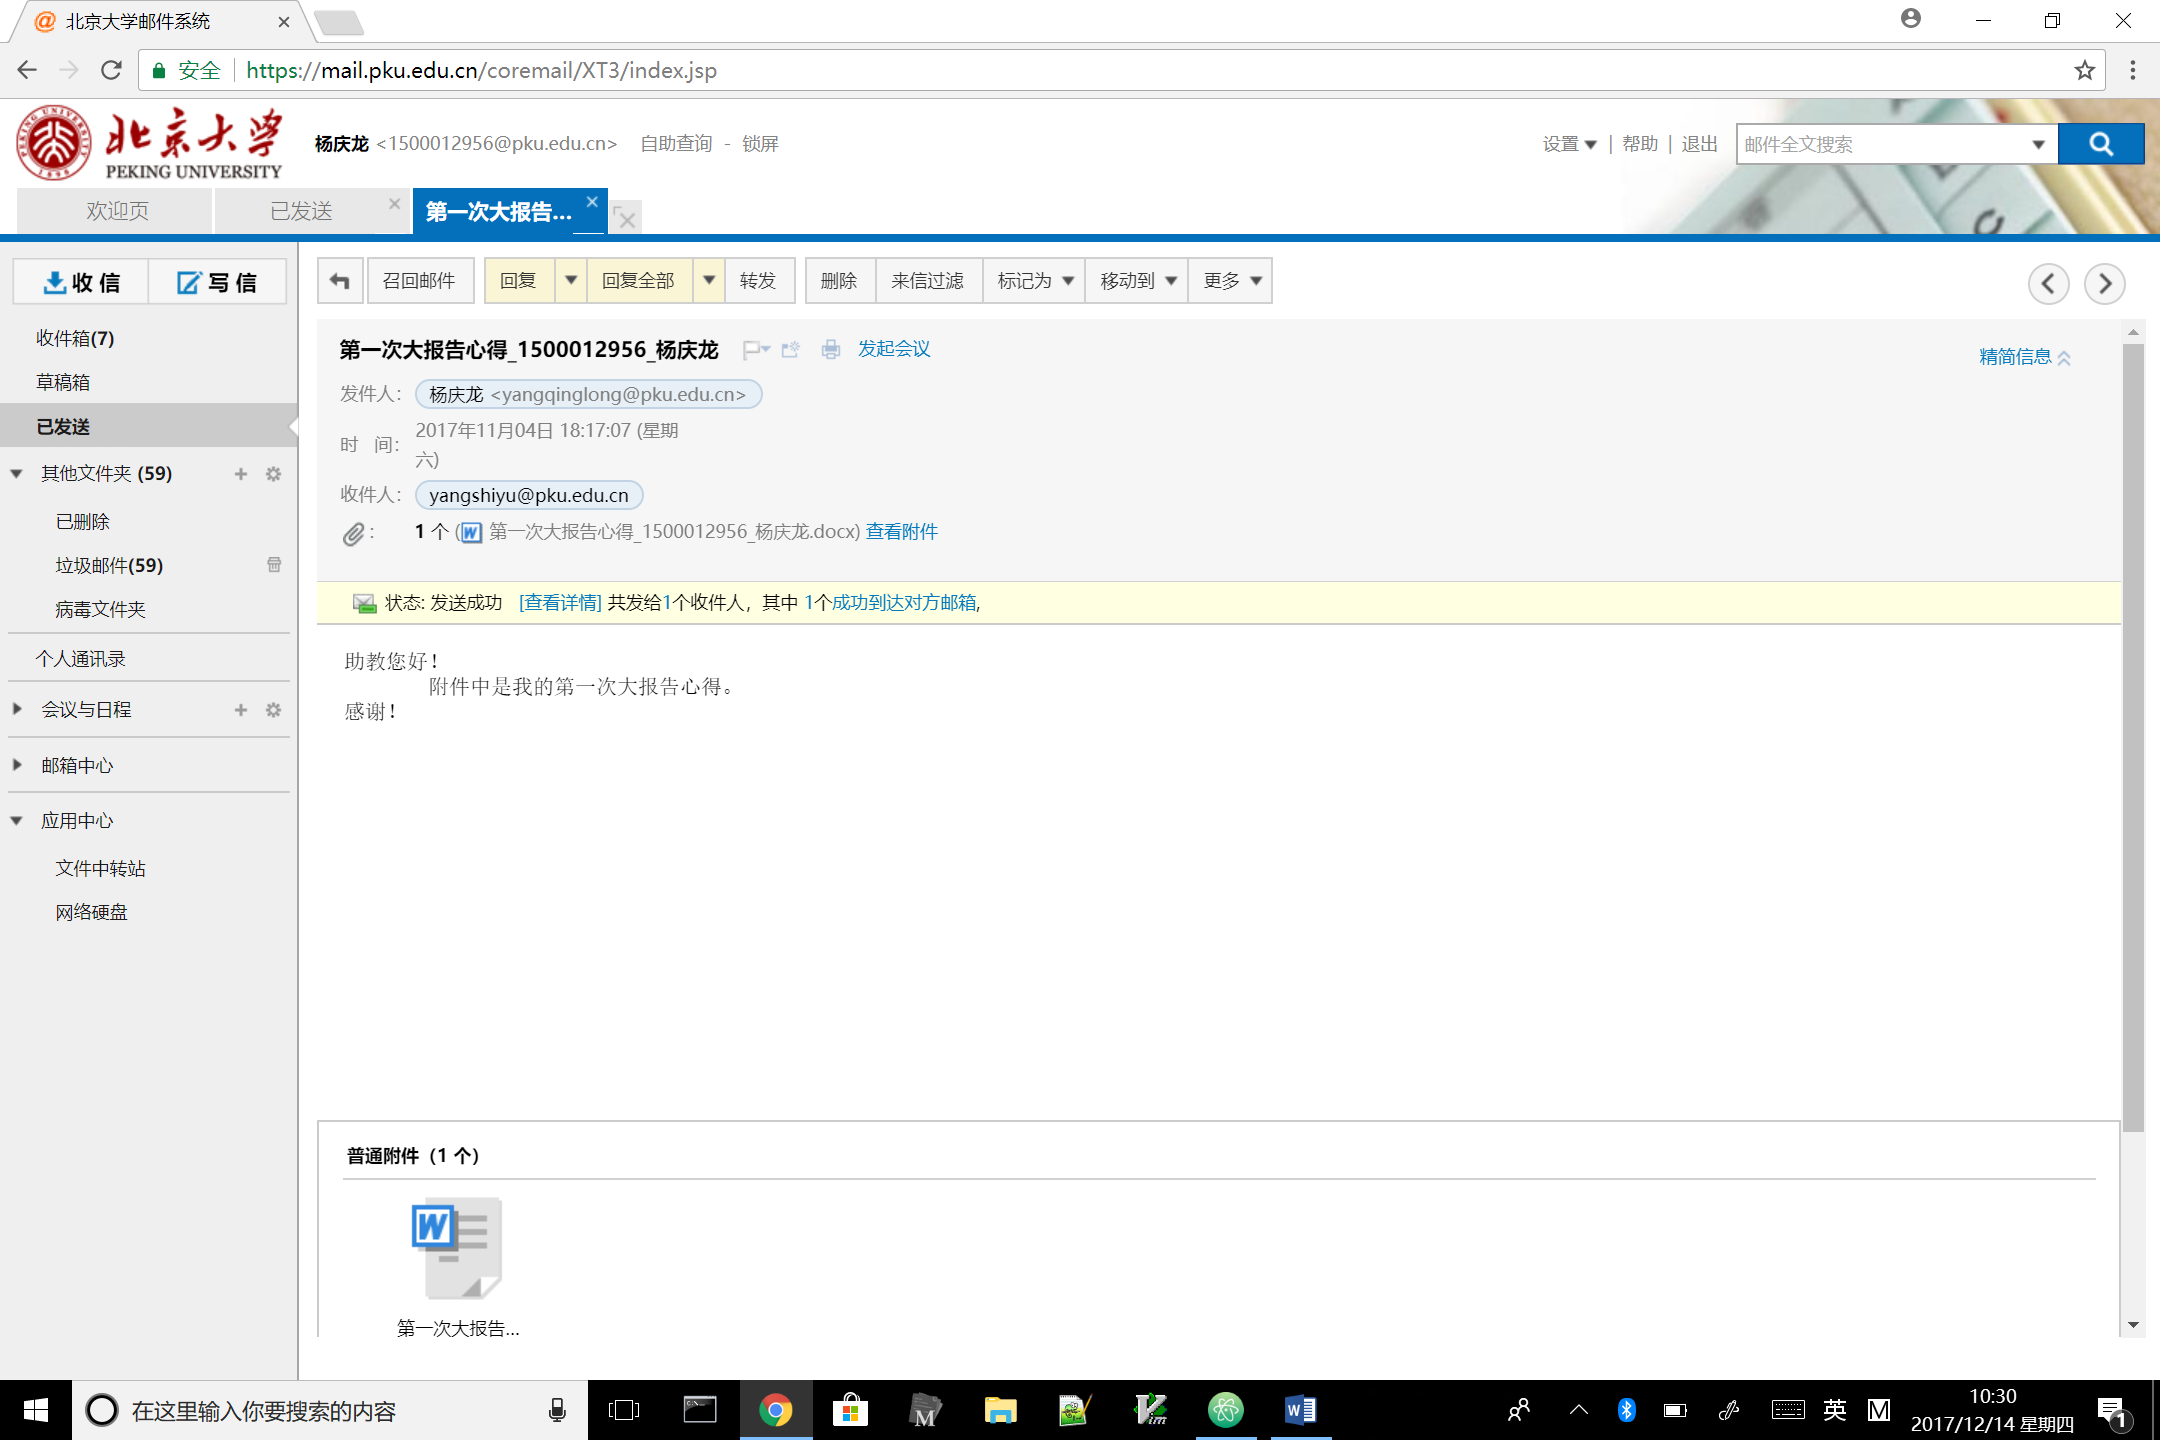 北京大学邮件系统
安全 https://mail.pku.edu.cn/coremail/XT3/index.jsp
北京大学
PEKING UNIVERSITY
PEKING UNIVERSITY
1898
杨庆龙 <1500012956@pku.edu.cn> 自助查询 - 锁屏
设置 | 帮助 | 退出
邮件全文搜索
欢迎页
已发送
第一次大报告...
收信 写信
召回邮件 回复 回复全部 转发 删除 来信过滤 标记为 移动到 更多
收件箱(7)
草稿箱
已发送
其他文件夹 (59)
已删除
垃圾邮件(59)
病毒文件夹
个人通讯录
会议与日程
邮箱中心
应用中心
文件中转站
网络硬盘
第一次大报告心得_1500012956_杨庆龙 发起会议
精简信息
发件人： 杨庆龙 <yangqinglong@pku.edu.cn>
时 间： 2017年11月04日 18:17:07 (星期
六)
收件人： yangshiyu@pku.edu.cn
： 1 个 (W 第一次大报告心得_1500012956_杨庆龙.docx) 查看附件
状态: 发送成功 [查看详情] 共发给1个收件人，其中 1个成功到达对方邮箱,
助教您好！
附件中是我的第一次大报告心得。
感谢！
普通附件（1 个）
W
第一次大报告...
在这里输入你要搜索的内容
英 M
10:30
2017/12/14 星期四
1